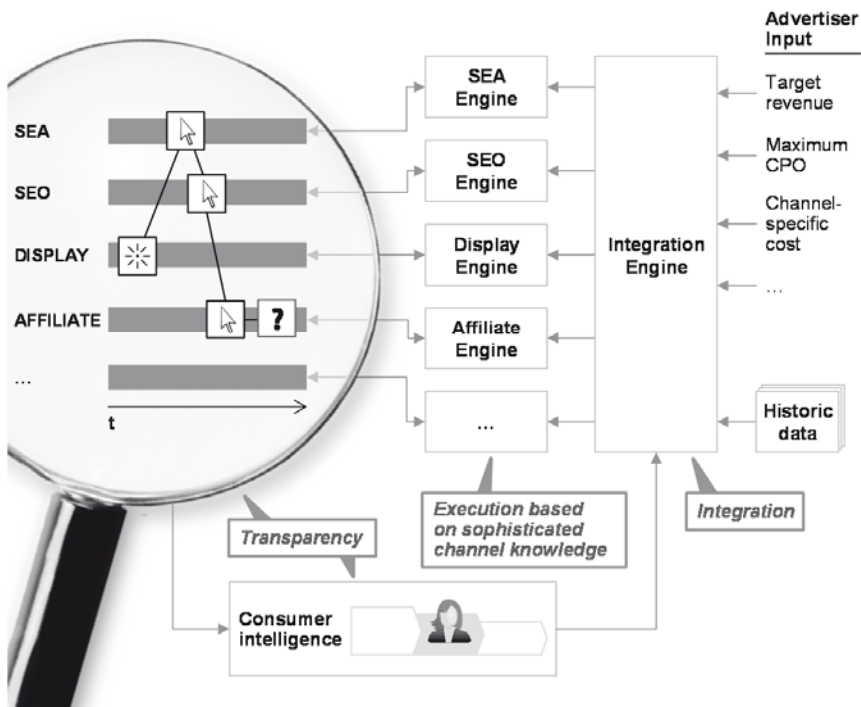 Advertiser
Input
SEA
SEO
DISPLAY
AFFILIATE
...
t
?
SEA
Engine
SEO
Engine
Display
Engine
Affiliate
Engine
...
Integration
Engine
Target
revenue
Maximum
CPO
Channel-
specific
cost
...
Historic
data
Transparency
Execution based
on sophisticated
channel knowledge
Integration
Consumer
intelligence